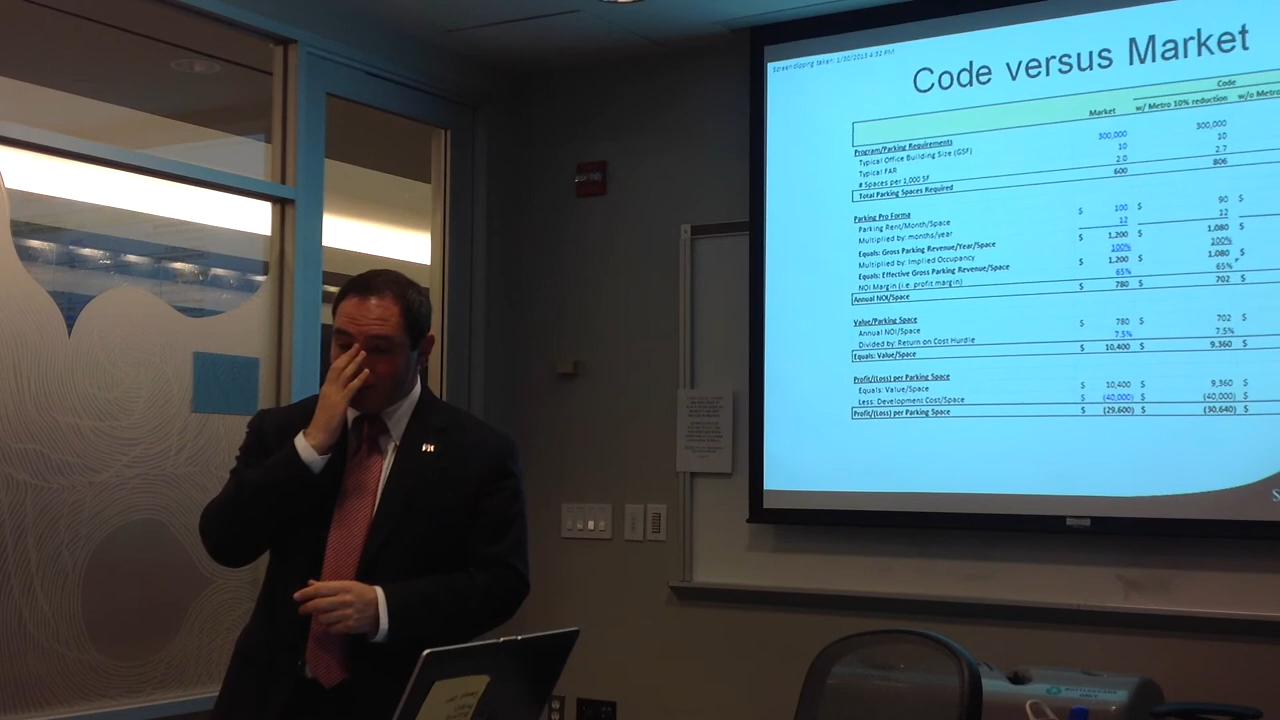 Screen clipping taken: 1/30/2013 4:32 PM
Code versus Market
Code
Market w/ Metro 10% reduction w/o Metro
Program/Parking Requirements
Typical Office Building Size (GSF) 300,000 300,000
Typical FAR 10 10
# Spaces per 1,000 SF 2.0 2.7
Total Parking Spaces Required 600 806
Parking Pro Forma
Parking Rent/Month/Space $ 100 $ 90 $
Multiplied by: months/year 12 12
Equals: Gross Parking Revenue/Year/Space $ 1,200 $ 1,080 $
Multiplied by: Implied Occupancy 100% 100%
Equals: Effective Gross Parking Revenue/Space $ 1,200 $ 1,080 $
NOI Margin (i.e. profit margin) 65% 65%
Annual NOI/Space $ 780 $ 702 $
Value/Parking Space
Annual NOI/Space $ 780 $ 702 $
Divided by: Return on Cost Hurdle 7.5% 7.5%
Equals: Value/Space $ 10,400 $ 9,360 $
Profit/(Loss) per Parking Space
Equals: Value/Space $ 10,400 $ 9,360 $
Less: Development Cost/Space $ (40,000) $ (40,000) $
Profit/(Loss) per Parking Space $ (29,600) $ (30,640) $
S